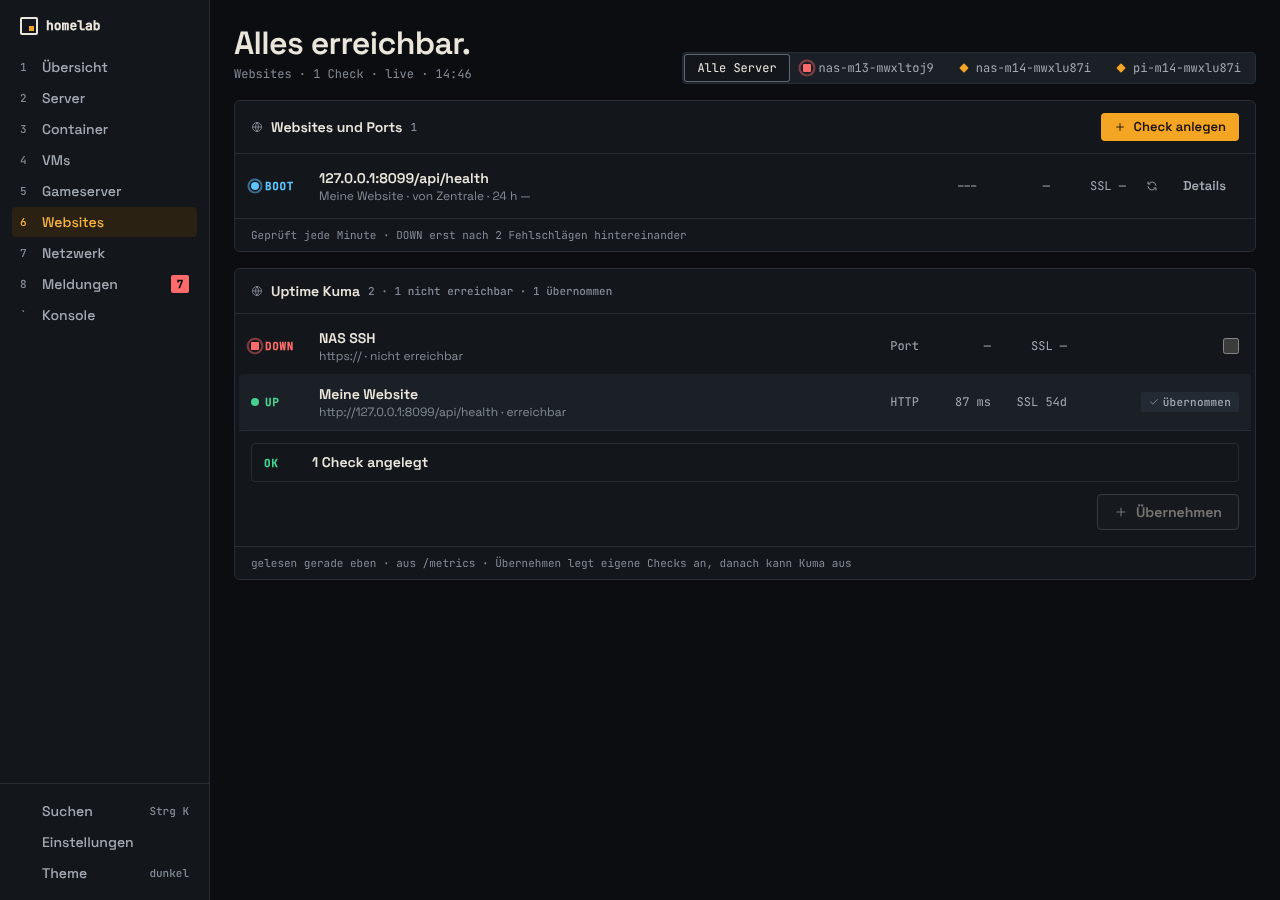 homelab
1 Übersicht
2 Server
3 Container
4 VMs
5 Gameserver
6 Websites
7 Netzwerk
8 Meldungen 7
` Konsole
Suchen Strg K
Einstellungen
Theme dunkel
Alles erreichbar.
Websites · 1 Check · live · 14:46
Alle Server nas-m13-mwxltoj9 nas-m14-mwxlu87i pi-m14-mwxlu87i
Websites und Ports 1 + Check anlegen
BOOT 127.0.0.1:8099/api/health --- — SSL — Details
Meine Website · von Zentrale · 24 h —
Geprüft jede Minute · DOWN erst nach 2 Fehlschlägen hintereinander
Uptime Kuma 2 · 1 nicht erreichbar · 1 übernommen
DOWN NAS SSH Port — SSL —
https:// · nicht erreichbar
UP Meine Website HTTP 87 ms SSL 54d ✓ übernommen
http://127.0.0.1:8099/api/health · erreichbar
OK 1 Check angelegt
+ Übernehmen
gelesen gerade eben · aus /metrics · Übernehmen legt eigene Checks an, danach kann Kuma aus